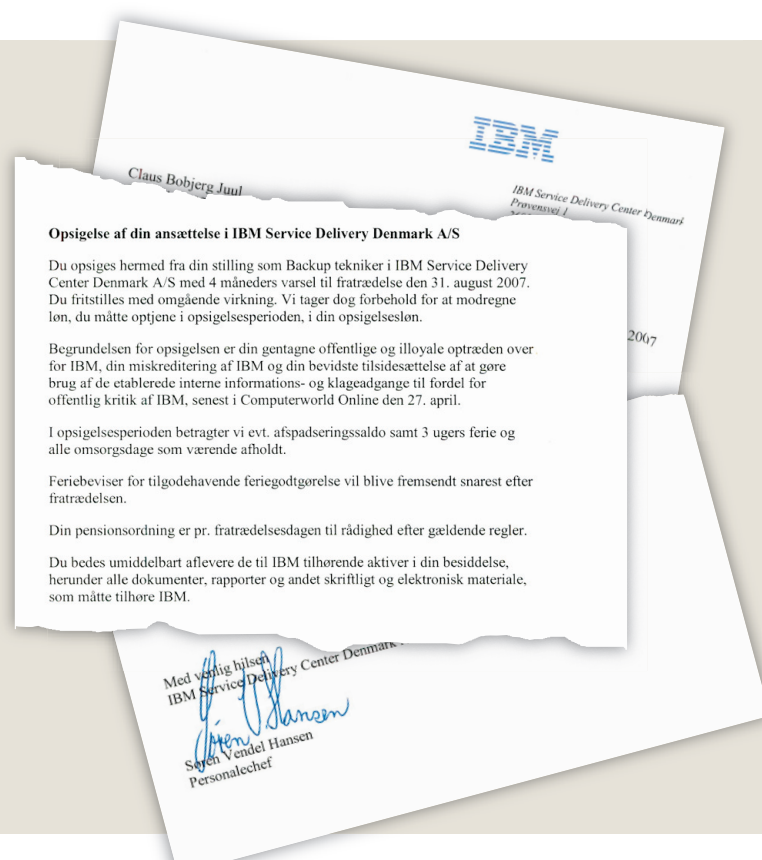 IBM
Claus Bobjerg Juul
IBM Service Delivery Center Denmark
Prøvensvej 1
2007
Opsigelse af din ansættelse i IBM Service Delivery Denmark A/S
Du opsiges hermed fra din stilling som Backup tekniker i IBM Service Delivery
Center Denmark A/S med 4 måneders varsel til fratrædelse den 31. august 2007.
Du fritstilles med omgående virkning. Vi tager dog forbehold for at modregne
løn, du måtte optjene i opsigelsesperioden, i din opsigelsesløn.
Begrundelsen for opsigelsen er din gentagne offentlige og illoyale optræden over
for IBM, din miskreditering af IBM og din bevidste tilsidesættelse af at gøre
brug af de etablerede interne informations- og klageadgange til fordel for
offentlig kritik af IBM, senest i Computerworld Online den 27. april.
I opsigelsesperioden betragter vi evt. afspadseringssaldo samt 3 ugers ferie og
alle omsorgsdage som værende afholdt.
Feriebeviser for tilgodehavende feriegodtgørelse vil blive fremsendt snarest efter
fratrædelsen.
Din pensionsordning er pr. fratrædelsesdagen til rådighed efter gældende regler.
Du bedes umiddelbart aflevere de til IBM tilhørende aktiver i din besiddelse,
herunder alle dokumenter, rapporter og andet skriftligt og elektronisk materiale,
som måtte tilhøre IBM.
Med venlig hilsen
IBM Service Delivery Center Denmark
Søren V Hansen
Søren Vendel Hansen
Personalechef